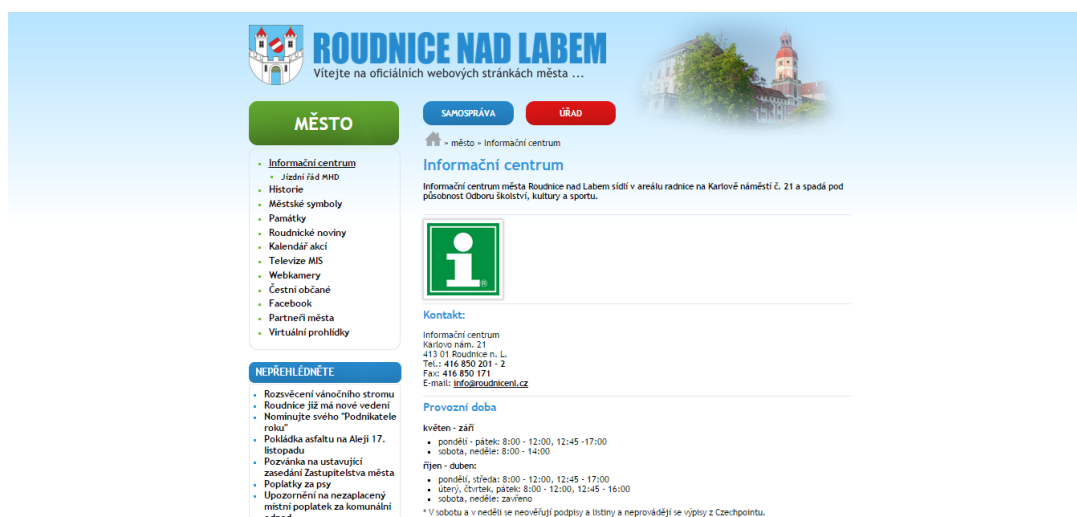 ROUDNICE NAD LABEM
Vítejte na oficiálních webových stránkách města ...
MĚSTO
SAMOSPRÁVA
ÚŘAD
» město » Informační centrum
Informační centrum
Jízdní řád MHD
Historie
Městské symboly
Památky
Roudnické noviny
Kalendář akcí
Televize MIS
Webkamery
Čestní občané
Facebook
Partneři města
Virtuální prohlídky
NEPŘEHLÉDNĚTE
Rozsvěcení vánočního stromu
Roudnice již má nové vedení
Nominujte svého "Podnikatele
roku"
Pokládka asfaltu na Aleji 17.
listopadu
Pozvánka na ustavující
zasedání Zastupitelstva města
Poplatky za psy
Upozornění na nezaplacený
místní poplatek za komunální
Informační centrum
Informační centrum města Roudnice nad Labem sídlí v areálu radnice na Karlově náměstí č. 21 a spadá pod
působnost Odboru školství, kultury a sportu.
i®
Kontakt:
Informační centrum
Karlovo nám. 21
413 01 Roudnice n. L.
Tel.: 416 850 201 - 2
Fax: 416 850 171
E-mail: info@roudnicenl.cz
Provozní doba
květen - září
pondělí - pátek: 8:00 - 12:00, 12:45 -17:00
sobota, neděle: 8:00 - 14:00
říjen - duben:
pondělí, středa: 8:00 - 12:00, 12:45 - 17:00
úterý, čtvrtek, pátek: 8:00 - 12:00, 12:45 - 16:00
sobota, neděle: zavřeno
* V sobotu a v neděli se neověřují podpisy a listiny a neprovádějí se výpisy z Czechpointu.